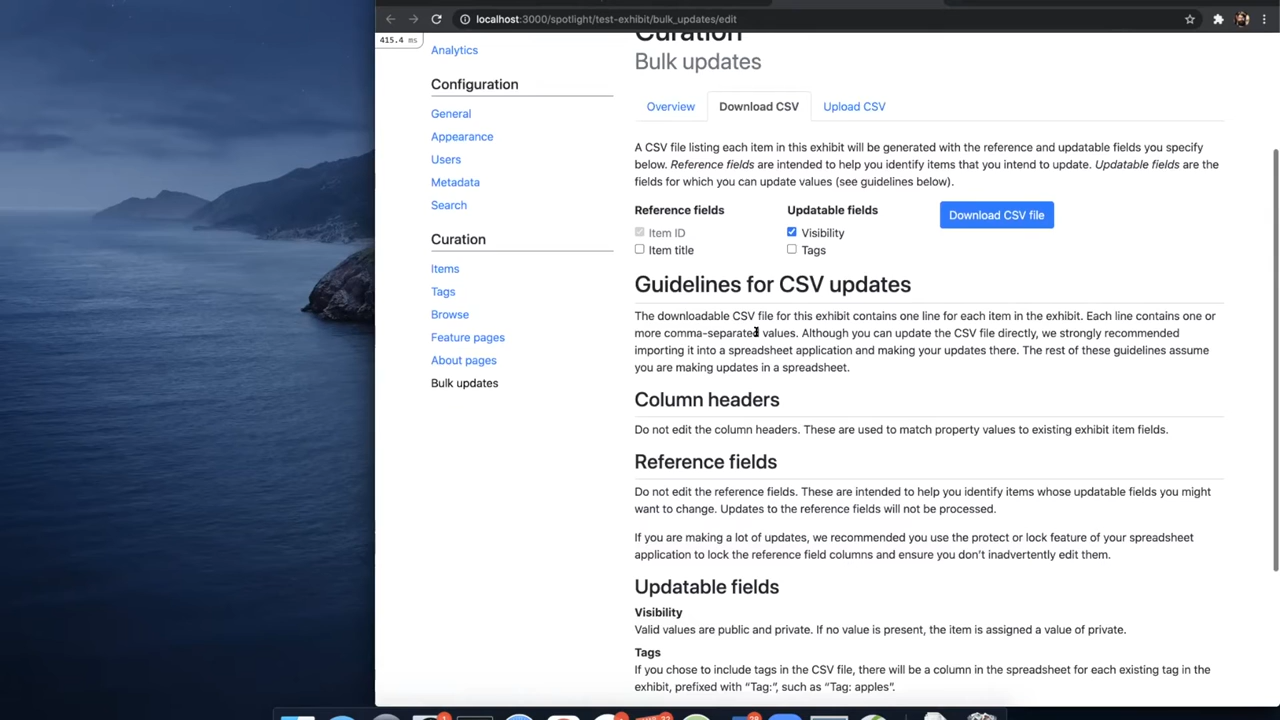 localhost:3000/spotlight/test-exhibit/bulk_updates/edit
415.4 ms
Analytics
Configuration
General
Appearance
Users
Metadata
Search
Curation
Items
Tags
Browse
Feature pages
About pages
Bulk updates
Curation
Bulk updates
Overview
Download CSV
Upload CSV
A CSV file listing each item in this exhibit will be generated with the reference and updatable fields you specify
below. Reference fields are intended to help you identify items that you intend to update. Updatable fields are the
fields for which you can update values (see guidelines below).
Reference fields
Item ID
Item title
Updatable fields
Visibility
Tags
Download CSV file
Guidelines for CSV updates
The downloadable CSV file for this exhibit contains one line for each item in the exhibit. Each line contains one or
more comma-separated values. Although you can update the CSV file directly, we strongly recommended
importing it into a spreadsheet application and making your updates there. The rest of these guidelines assume
you are making updates in a spreadsheet.
Column headers
Do not edit the column headers. These are used to match property values to existing exhibit item fields.
Reference fields
Do not edit the reference fields. These are intended to help you identify items whose updatable fields you might
want to change. Updates to the reference fields will not be processed.
If you are making a lot of updates, we recommended you use the protect or lock feature of your spreadsheet
application to lock the reference field columns and ensure you don't inadvertently edit them.
Updatable fields
Visibility
Valid values are public and private. If no value is present, the item is assigned a value of private.
Tags
If you chose to include tags in the CSV file, there will be a column in the spreadsheet for each existing tag in the
exhibit, prefixed with “Tag:”, such as “Tag: apples”.